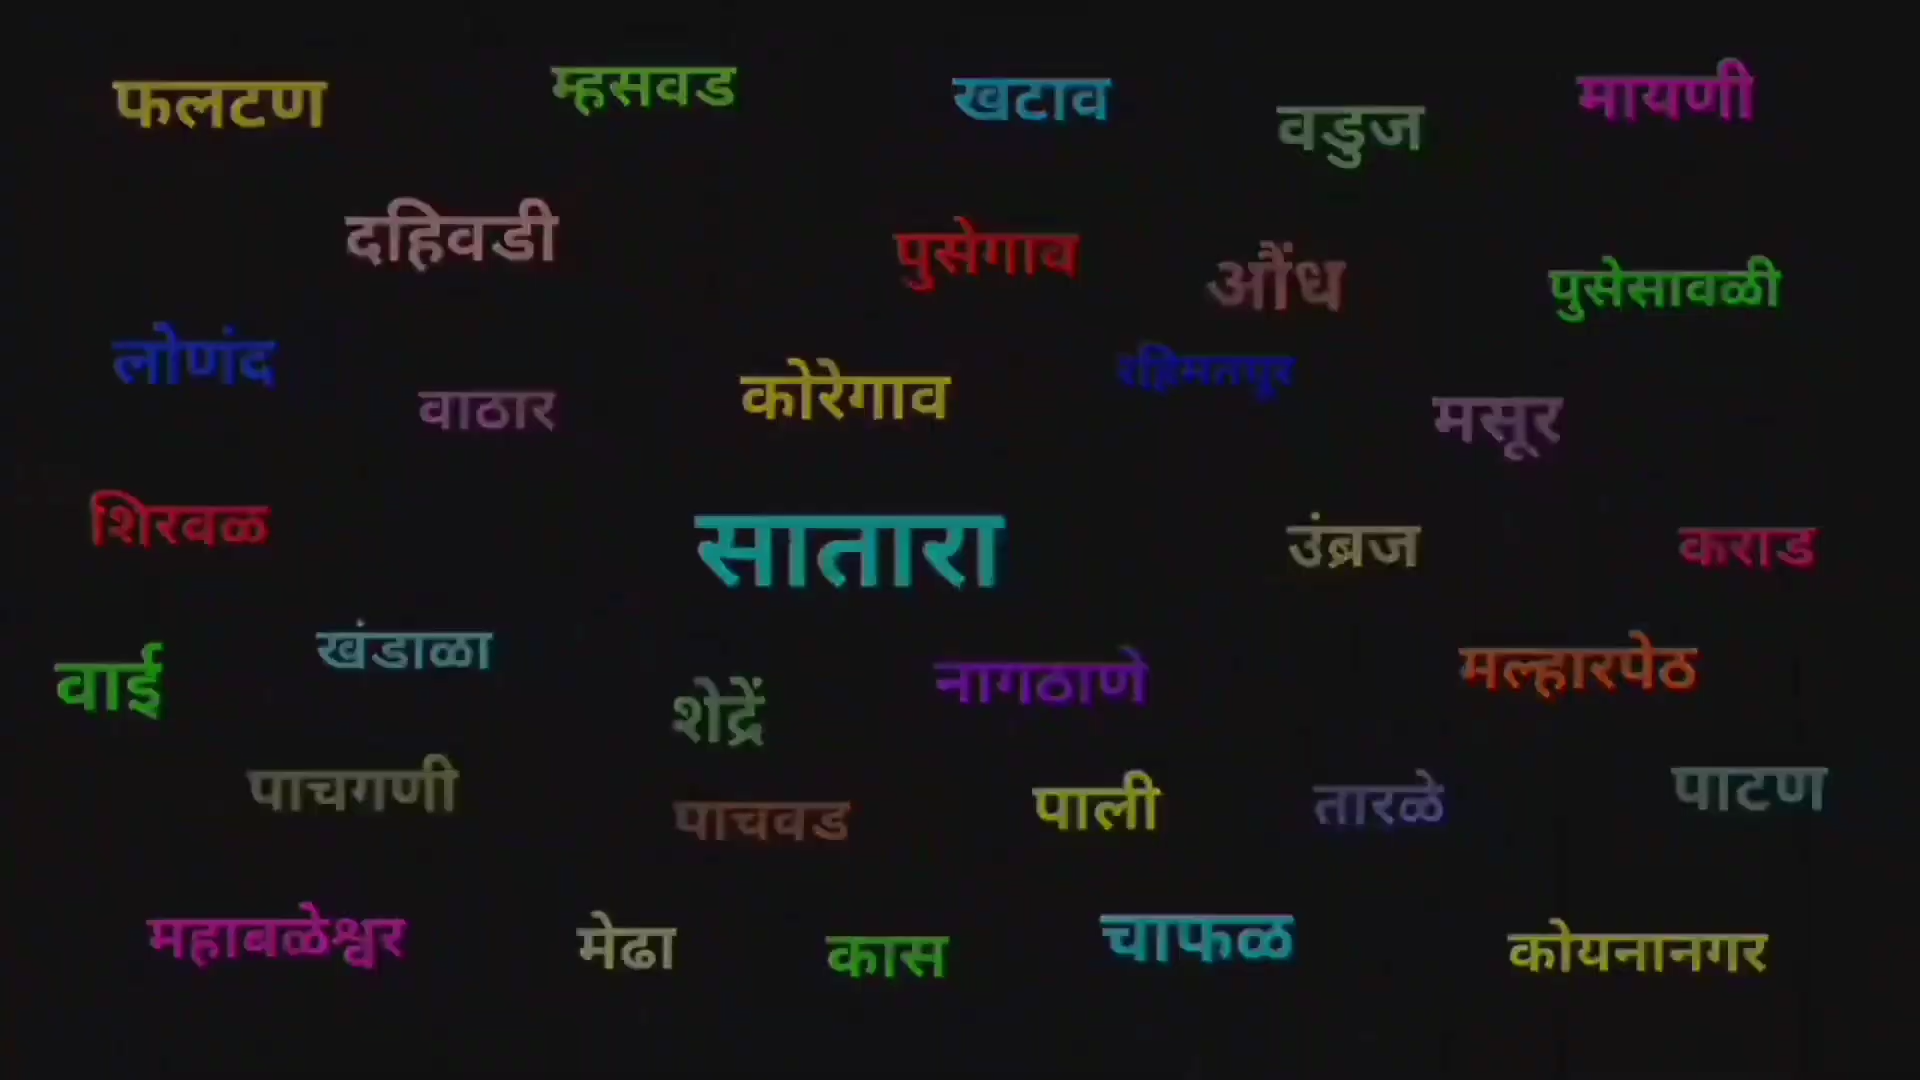 फलटण
म्हसवड
खटाव
वडुज
मायणी
दहिवडी
पुसेगाव
औंध
पुसेसावळी
लोणंद
वाठार
कोरेगाव
रहिमतपूर
मसूर
शिरवळ
सातारा
उंब्रज
कराड
वाई
खंडाळा
शेद्रें
नागठाणे
मल्हारपेठ
पाचगणी
पाचवड
पाली
तारळे
पाटण
महाबळेश्वर
मेढा
कास
चाफळ
कोयनानगर